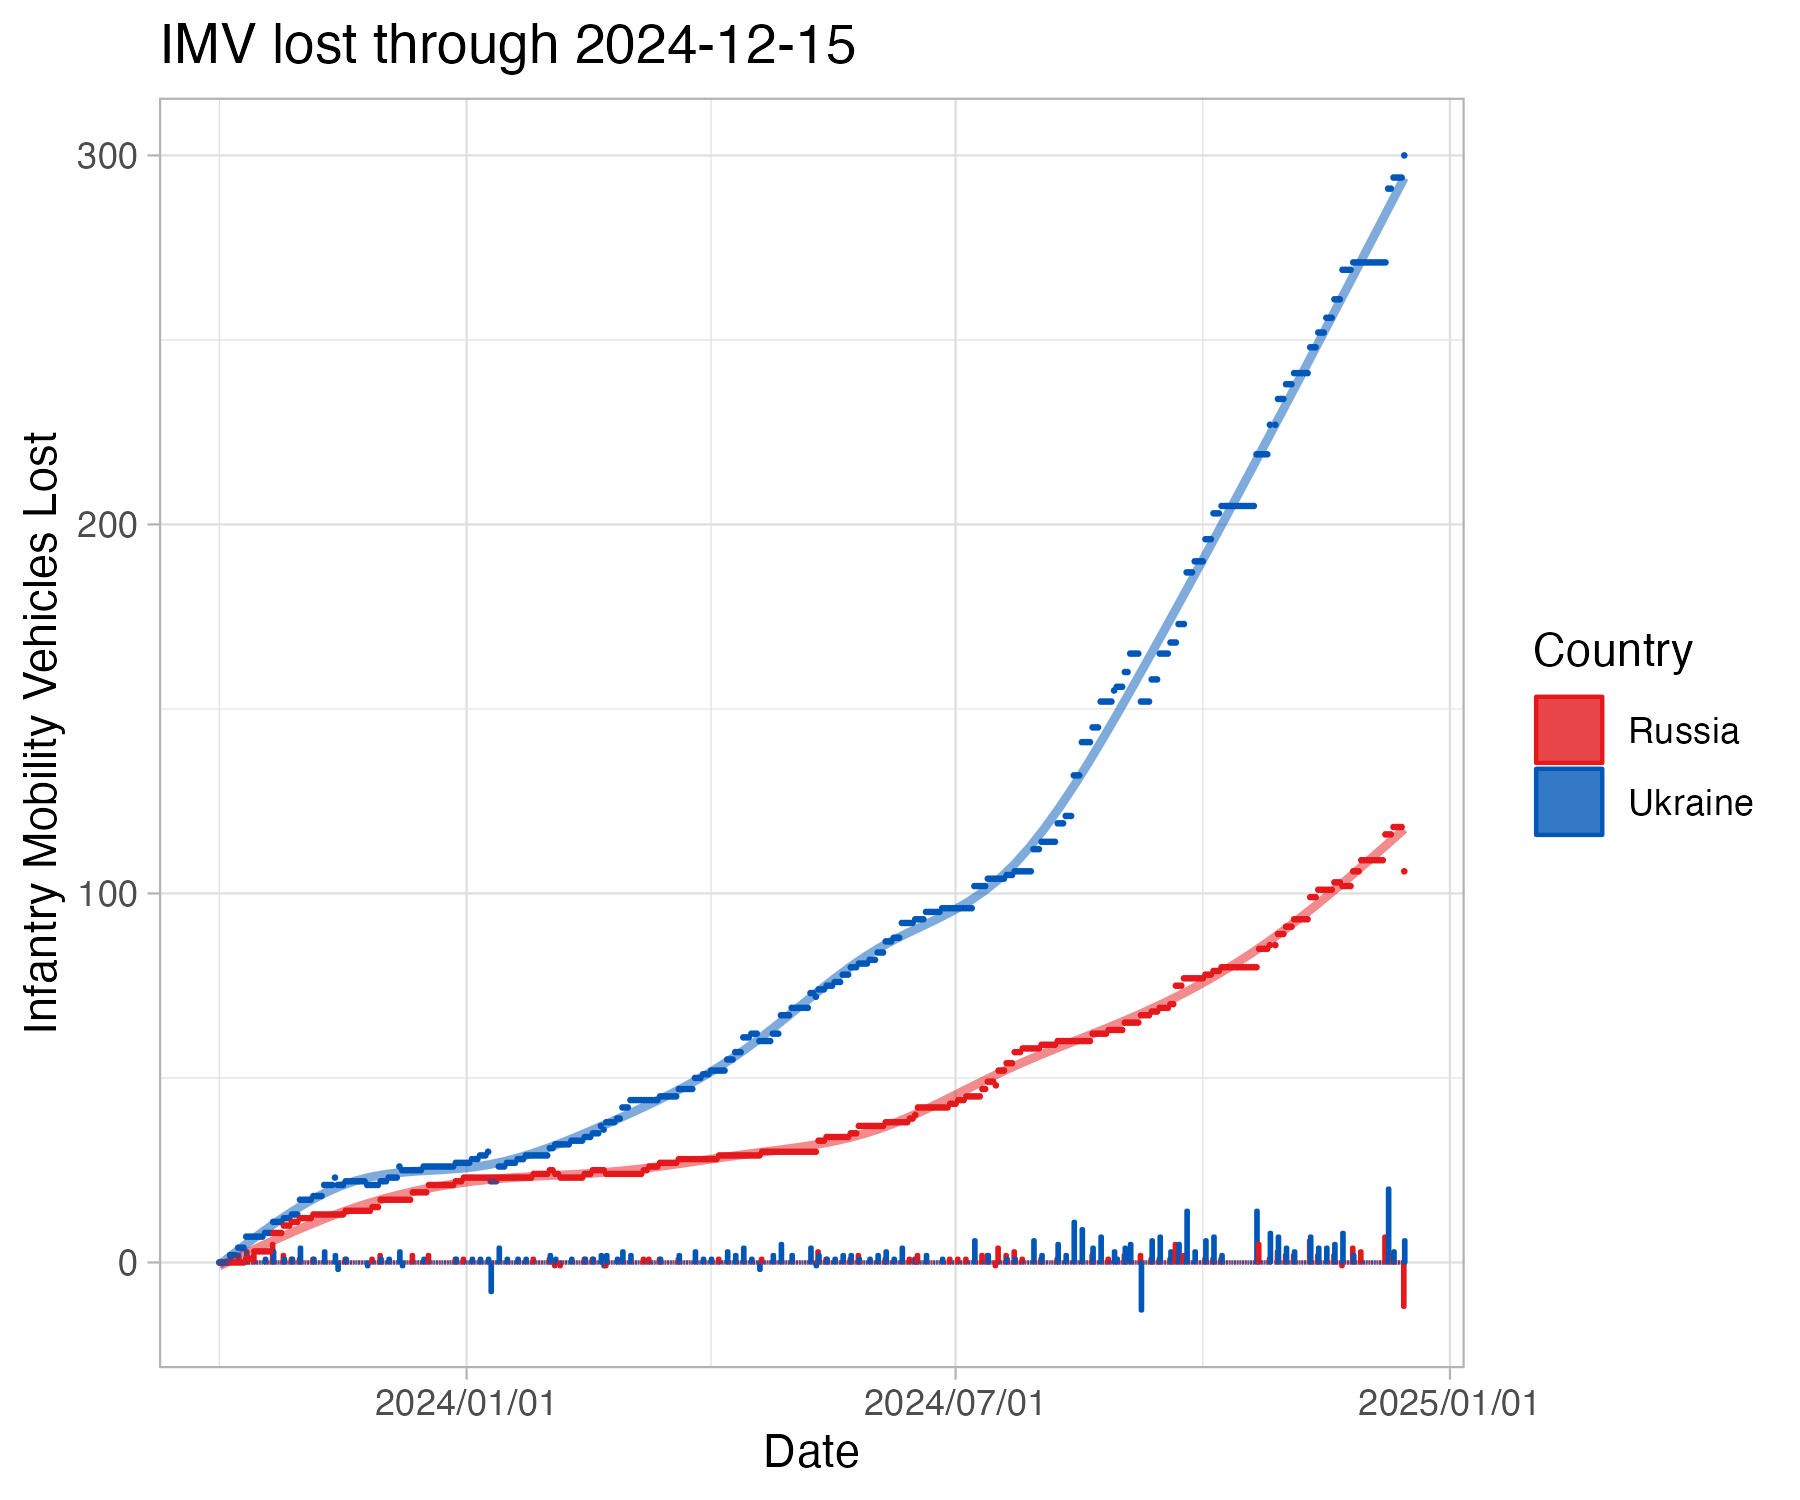 IMV lost through 2024-12-15
Infantry Mobility Vehicles Lost
300
200
100
0
2024/01/01
2024/07/01
2025/01/01
Date
Country
Russia
Ukraine